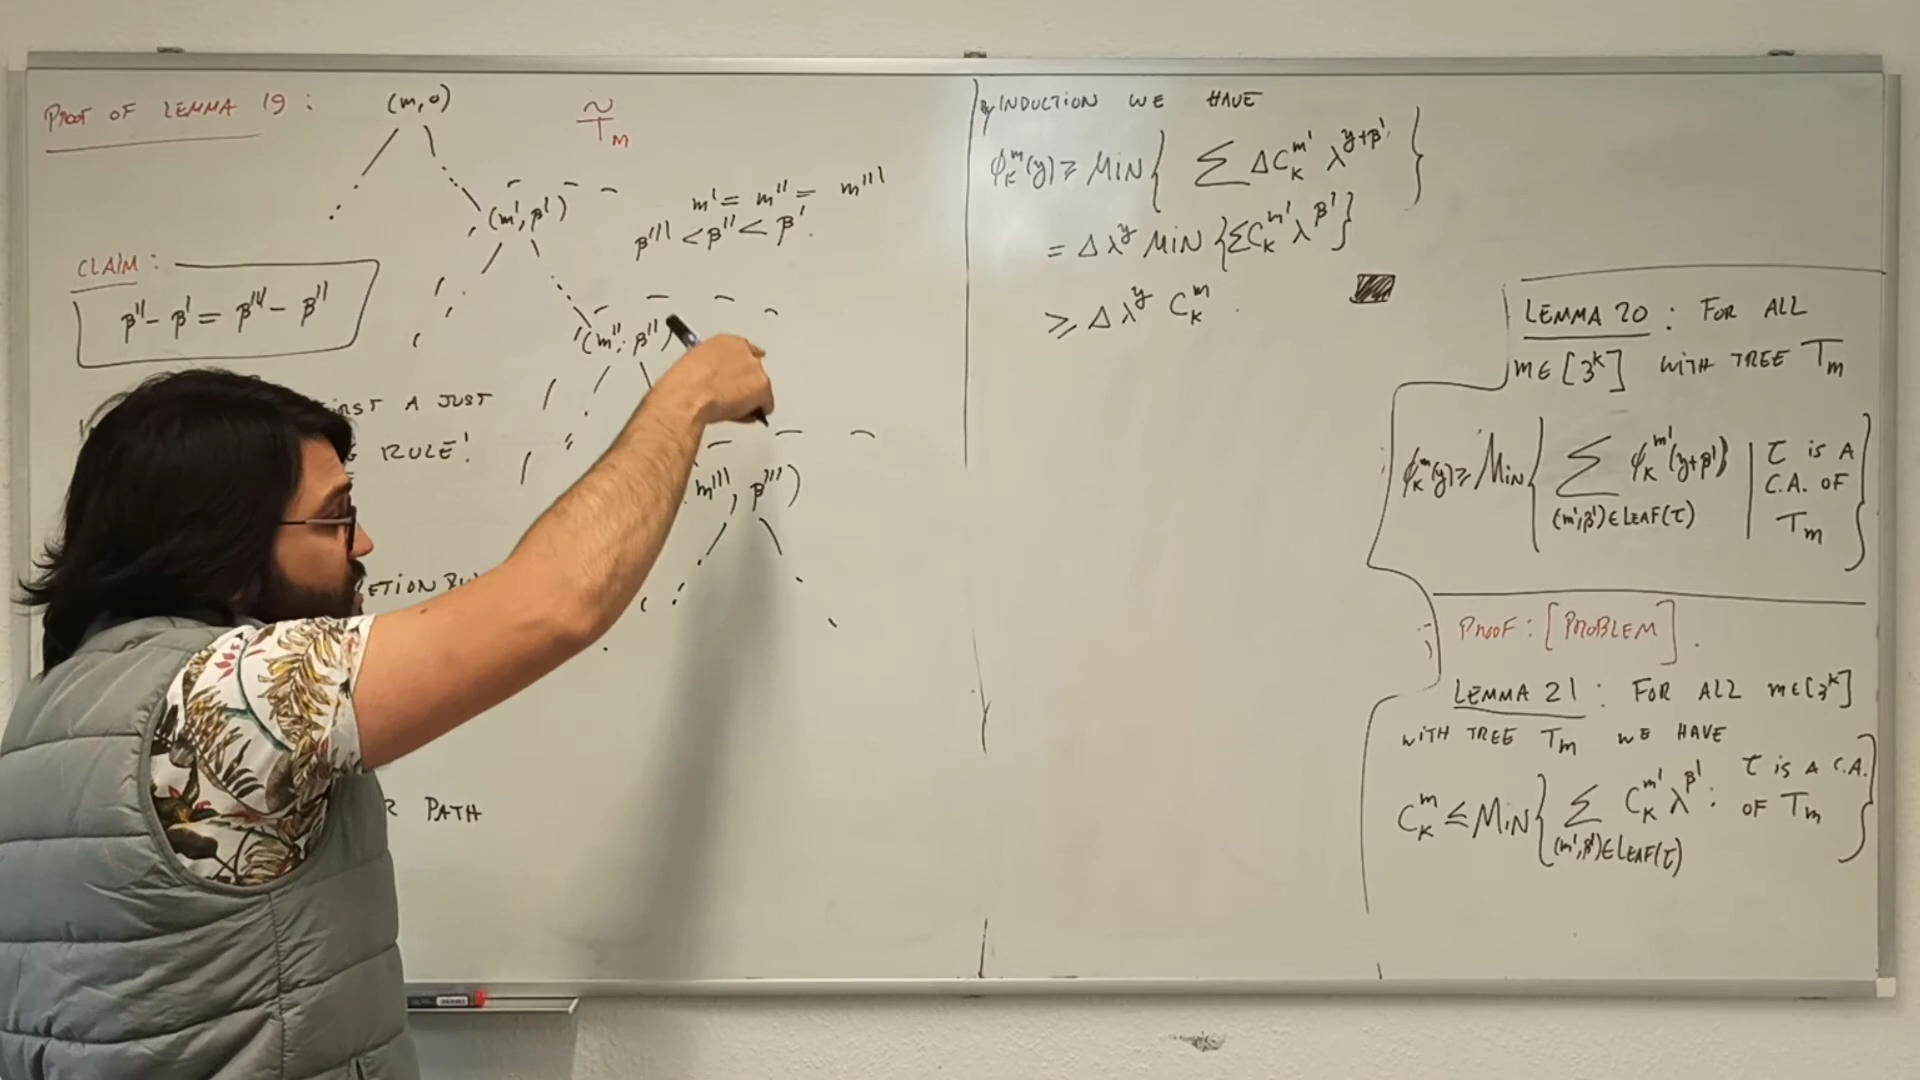 PROOF OF LEMMA 19 :
(m,0)
T̃_m
(m',β')
m' = m'' = m'''
β''' < β'' < β'.
CLAIM :
β'' - β' = β''' - β''
(m'', β'')
FIRST A JUST
RULE!
(m''', β''')
PATH
By INDUCTION WE HAVE
ϕ_K^m(y) ≥ MIN { Σ Δ C_K^{m'} λ^{y+β'} }
= Δ λ^y MIN { Σ C_K^{m'} λ^{β'} }
≥ Δ λ^y C_K^m .
LEMMA 20 : FOR ALL
m ∈ [3^K] WITH TREE T_m
ϕ_K^m(y) ≥ MIN { Σ_{(m',β') ∈ LEAF(τ)} ϕ_K^{m'}(y+β') | τ IS A C.A. OF T_m }
PROOF : [PROBLEM] .
LEMMA 21 : FOR ALL m ∈ [3^K]
WITH TREE T_m WE HAVE
C_K^m ≤ MIN { Σ_{(m',β') ∈ LEAF(τ)} C_K^{m'} λ^{β'} : τ IS A C.A. OF T_m }